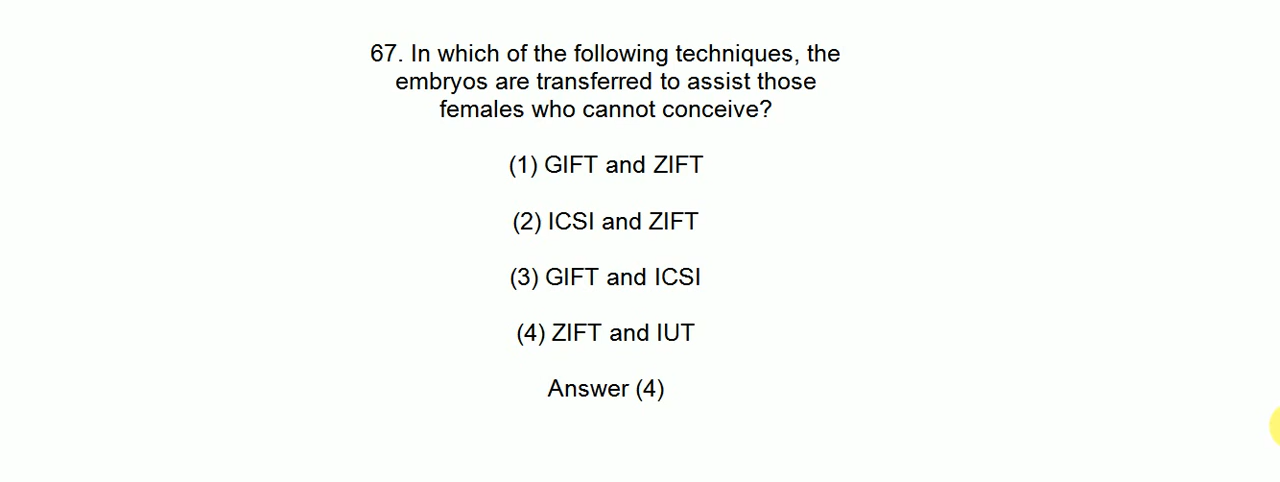 67. In which of the following techniques, the
embryos are transferred to assist those
females who cannot conceive?
(1) GIFT and ZIFT
(2) ICSI and ZIFT
(3) GIFT and ICSI
(4) ZIFT and IUT
Answer (4)